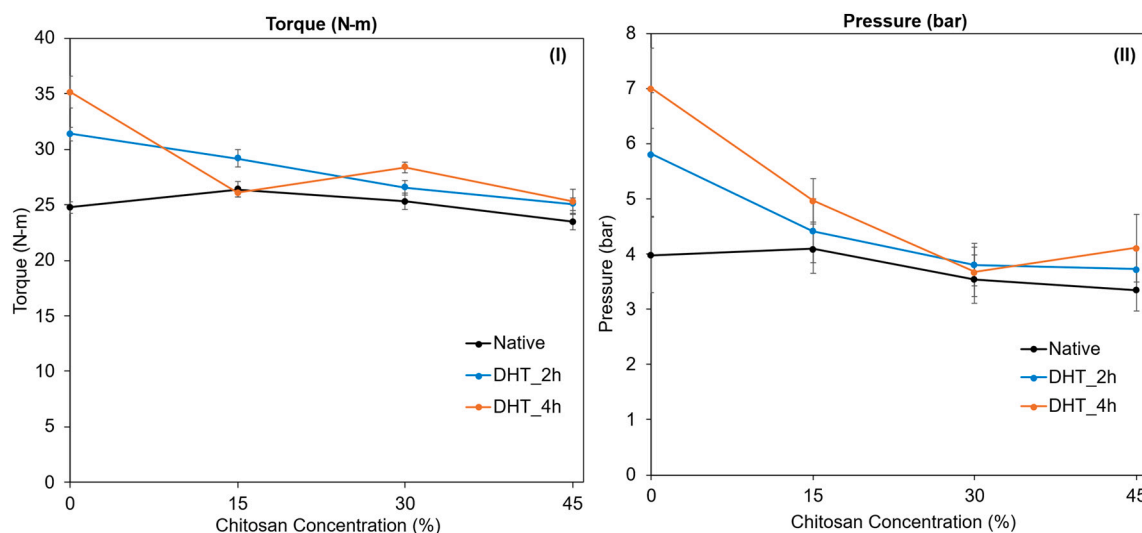 Torque (N-m)
(I)
40
35
30
25
20
15
10
5
0
Torque (N-m)
Native
DHT_2h
DHT_4h
0 15 30 45
Chitosan Concentration (%)
Pressure (bar)
(II)
8
7
6
5
4
3
2
1
0
Pressure (bar)
Native
DHT_2h
DHT_4h
0 15 30 45
Chitosan Concentration (%)